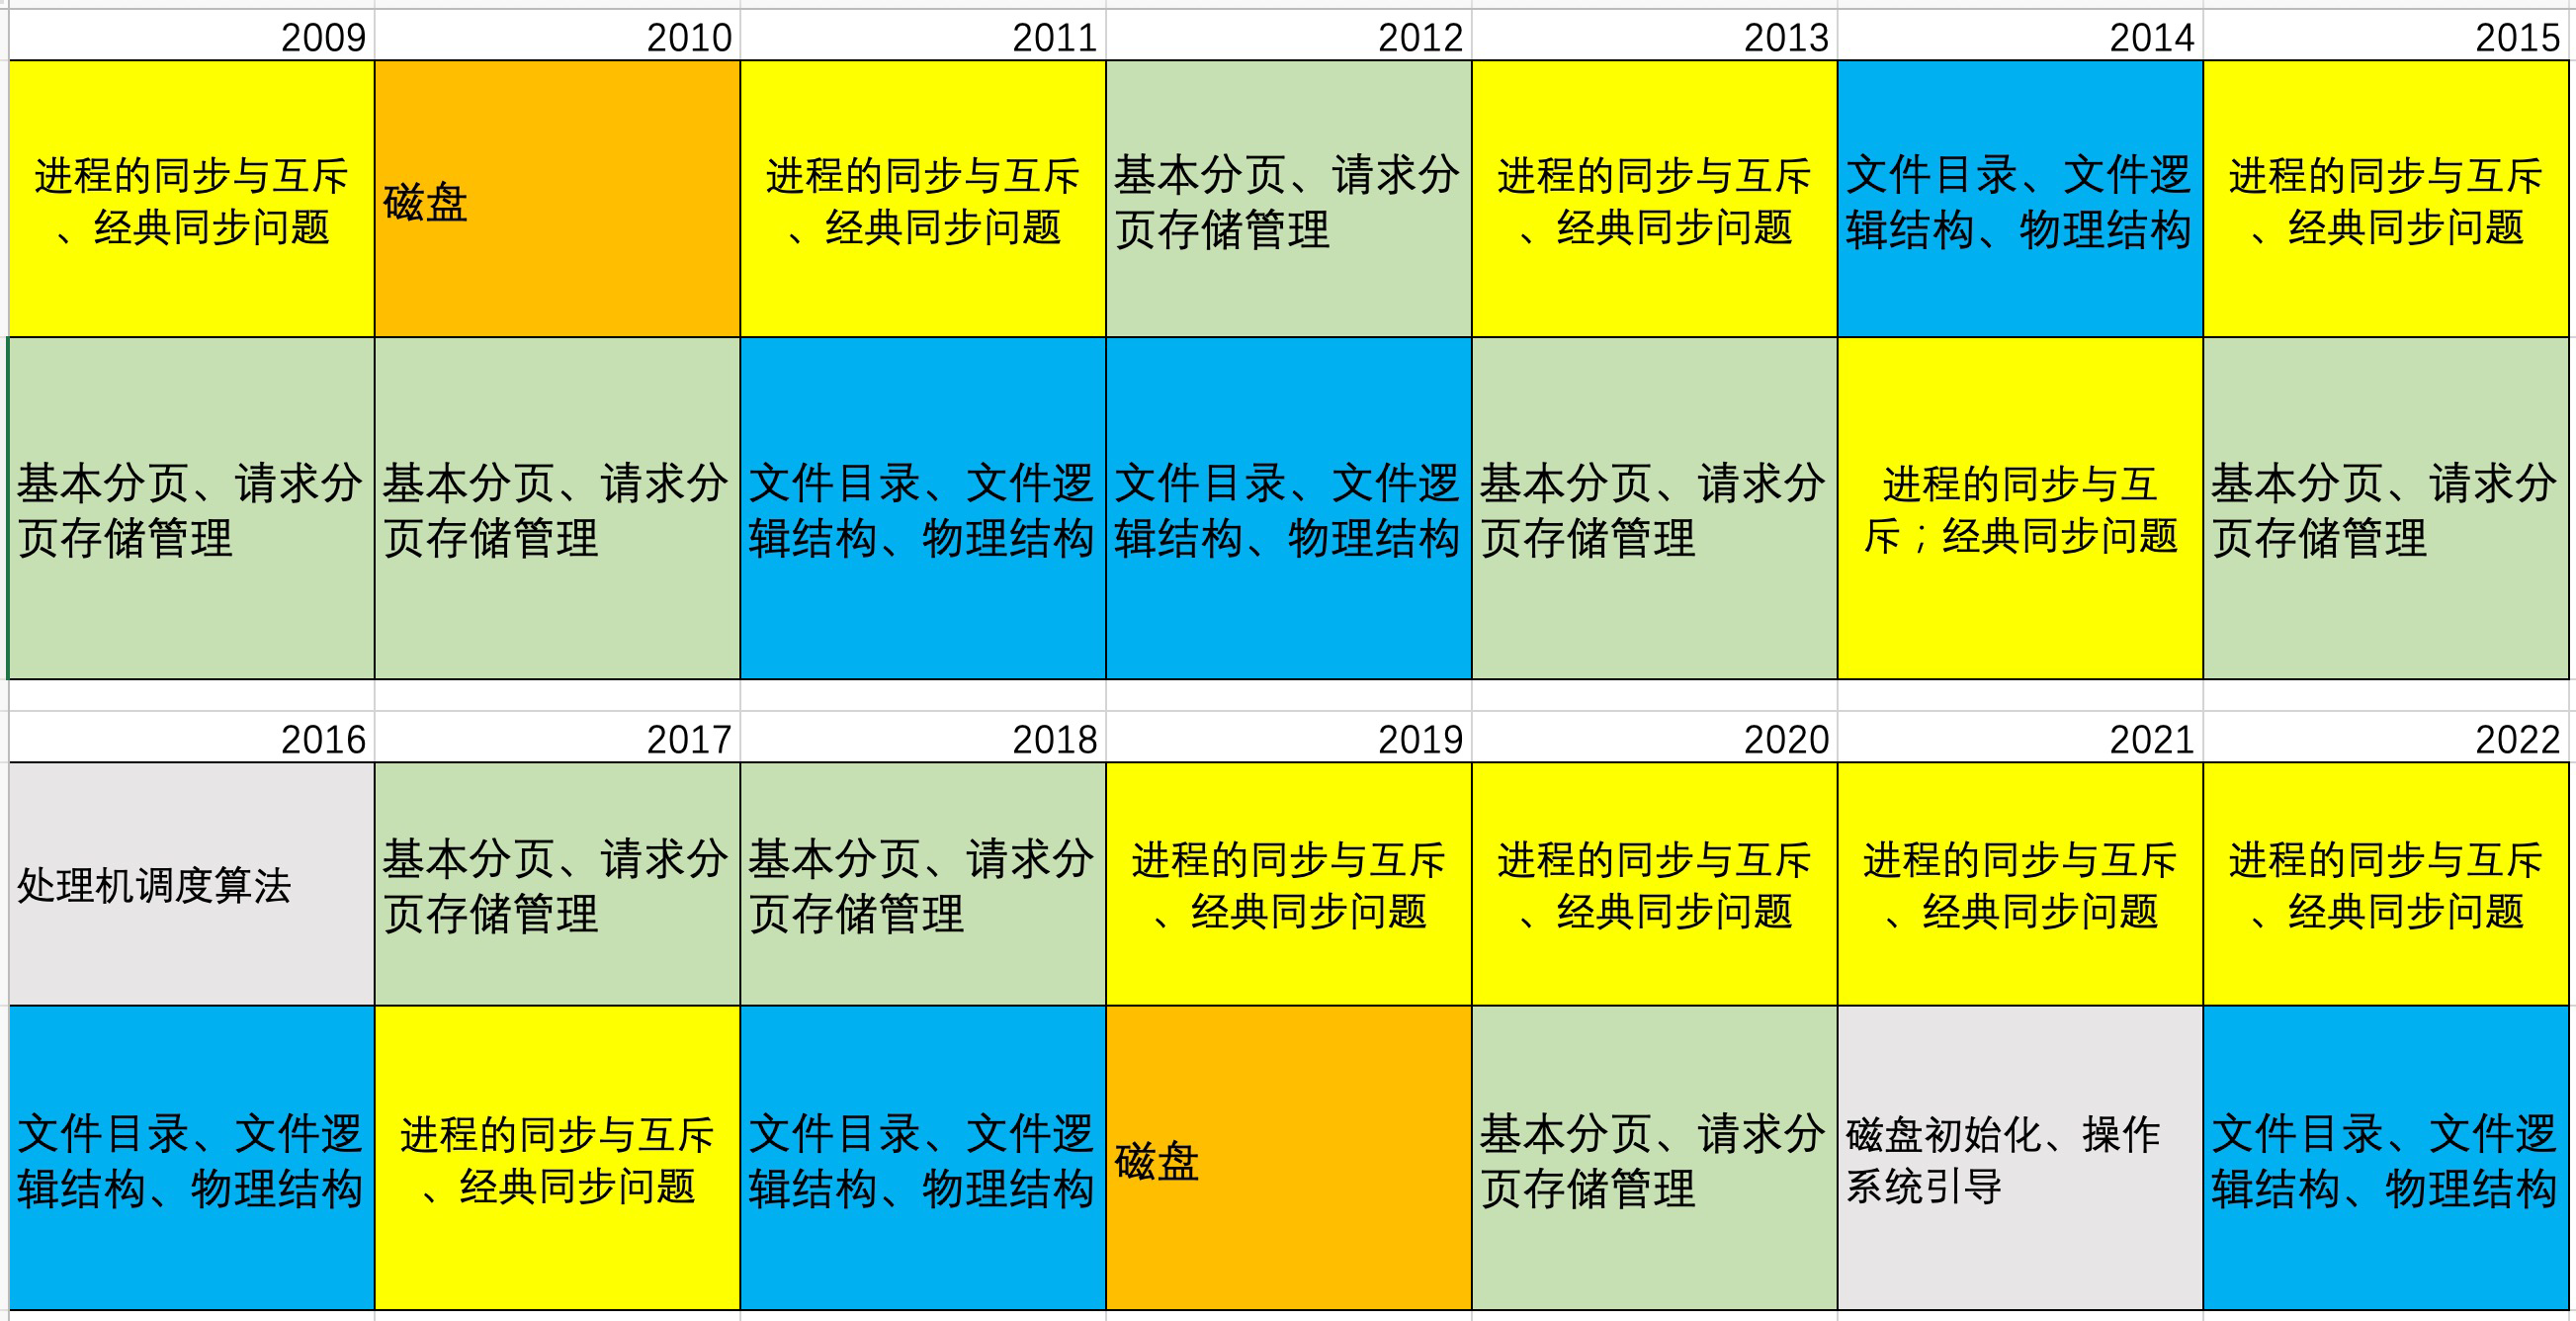 2009 2010 2011 2012 2013 2014 2015
进程的同步与互斥
、经典同步问题
磁盘
进程的同步与互斥
、经典同步问题
基本分页、请求分
页存储管理
进程的同步与互斥
、经典同步问题
文件目录、文件逻
辑结构、物理结构
进程的同步与互斥
、经典同步问题
基本分页、请求分
页存储管理
基本分页、请求分
页存储管理
文件目录、文件逻
辑结构、物理结构
文件目录、文件逻
辑结构、物理结构
基本分页、请求分
页存储管理
进程的同步与互
斥；经典同步问题
基本分页、请求分
页存储管理
2016 2017 2018 2019 2020 2021 2022
处理机调度算法
基本分页、请求分
页存储管理
基本分页、请求分
页存储管理
进程的同步与互斥
、经典同步问题
进程的同步与互斥
、经典同步问题
进程的同步与互斥
、经典同步问题
进程的同步与互斥
、经典同步问题
文件目录、文件逻
辑结构、物理结构
进程的同步与互斥
、经典同步问题
文件目录、文件逻
辑结构、物理结构
磁盘
基本分页、请求分
页存储管理
磁盘初始化、操作
系统引导
文件目录、文件逻
辑结构、物理结构